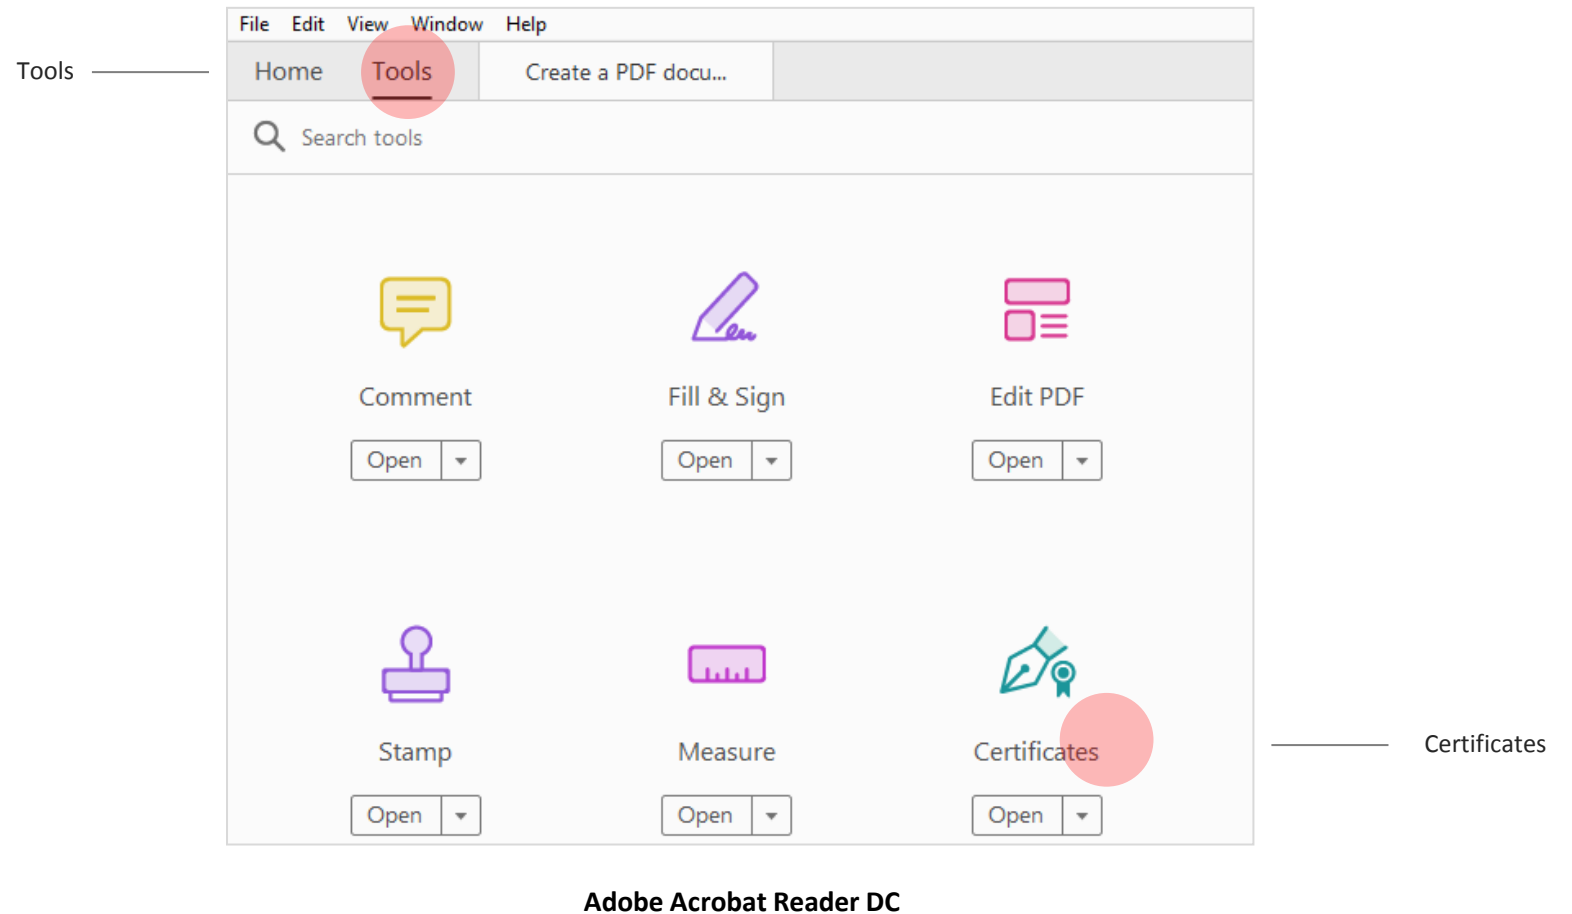 File Edit View Window Help
Tools
Home Tools Create a PDF docu...
Search tools
Comment Fill & Sign Edit PDF
Open Open Open
Stamp Measure Certificates
Certificates
Open Open Open
Adobe Acrobat Reader DC